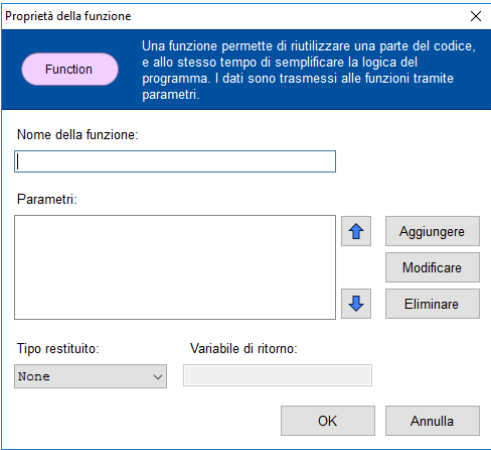 Proprietà della funzione
Function
Una funzione permette di riutilizzare una parte del codice,
e allo stesso tempo di semplificare la logica del
programma. I dati sono trasmessi alle funzioni tramite
parametri.
Nome della funzione:
Parametri:
Aggiungere
Modificare
Eliminare
Tipo restituito:
Variabile di ritorno:
None
OK
Annulla